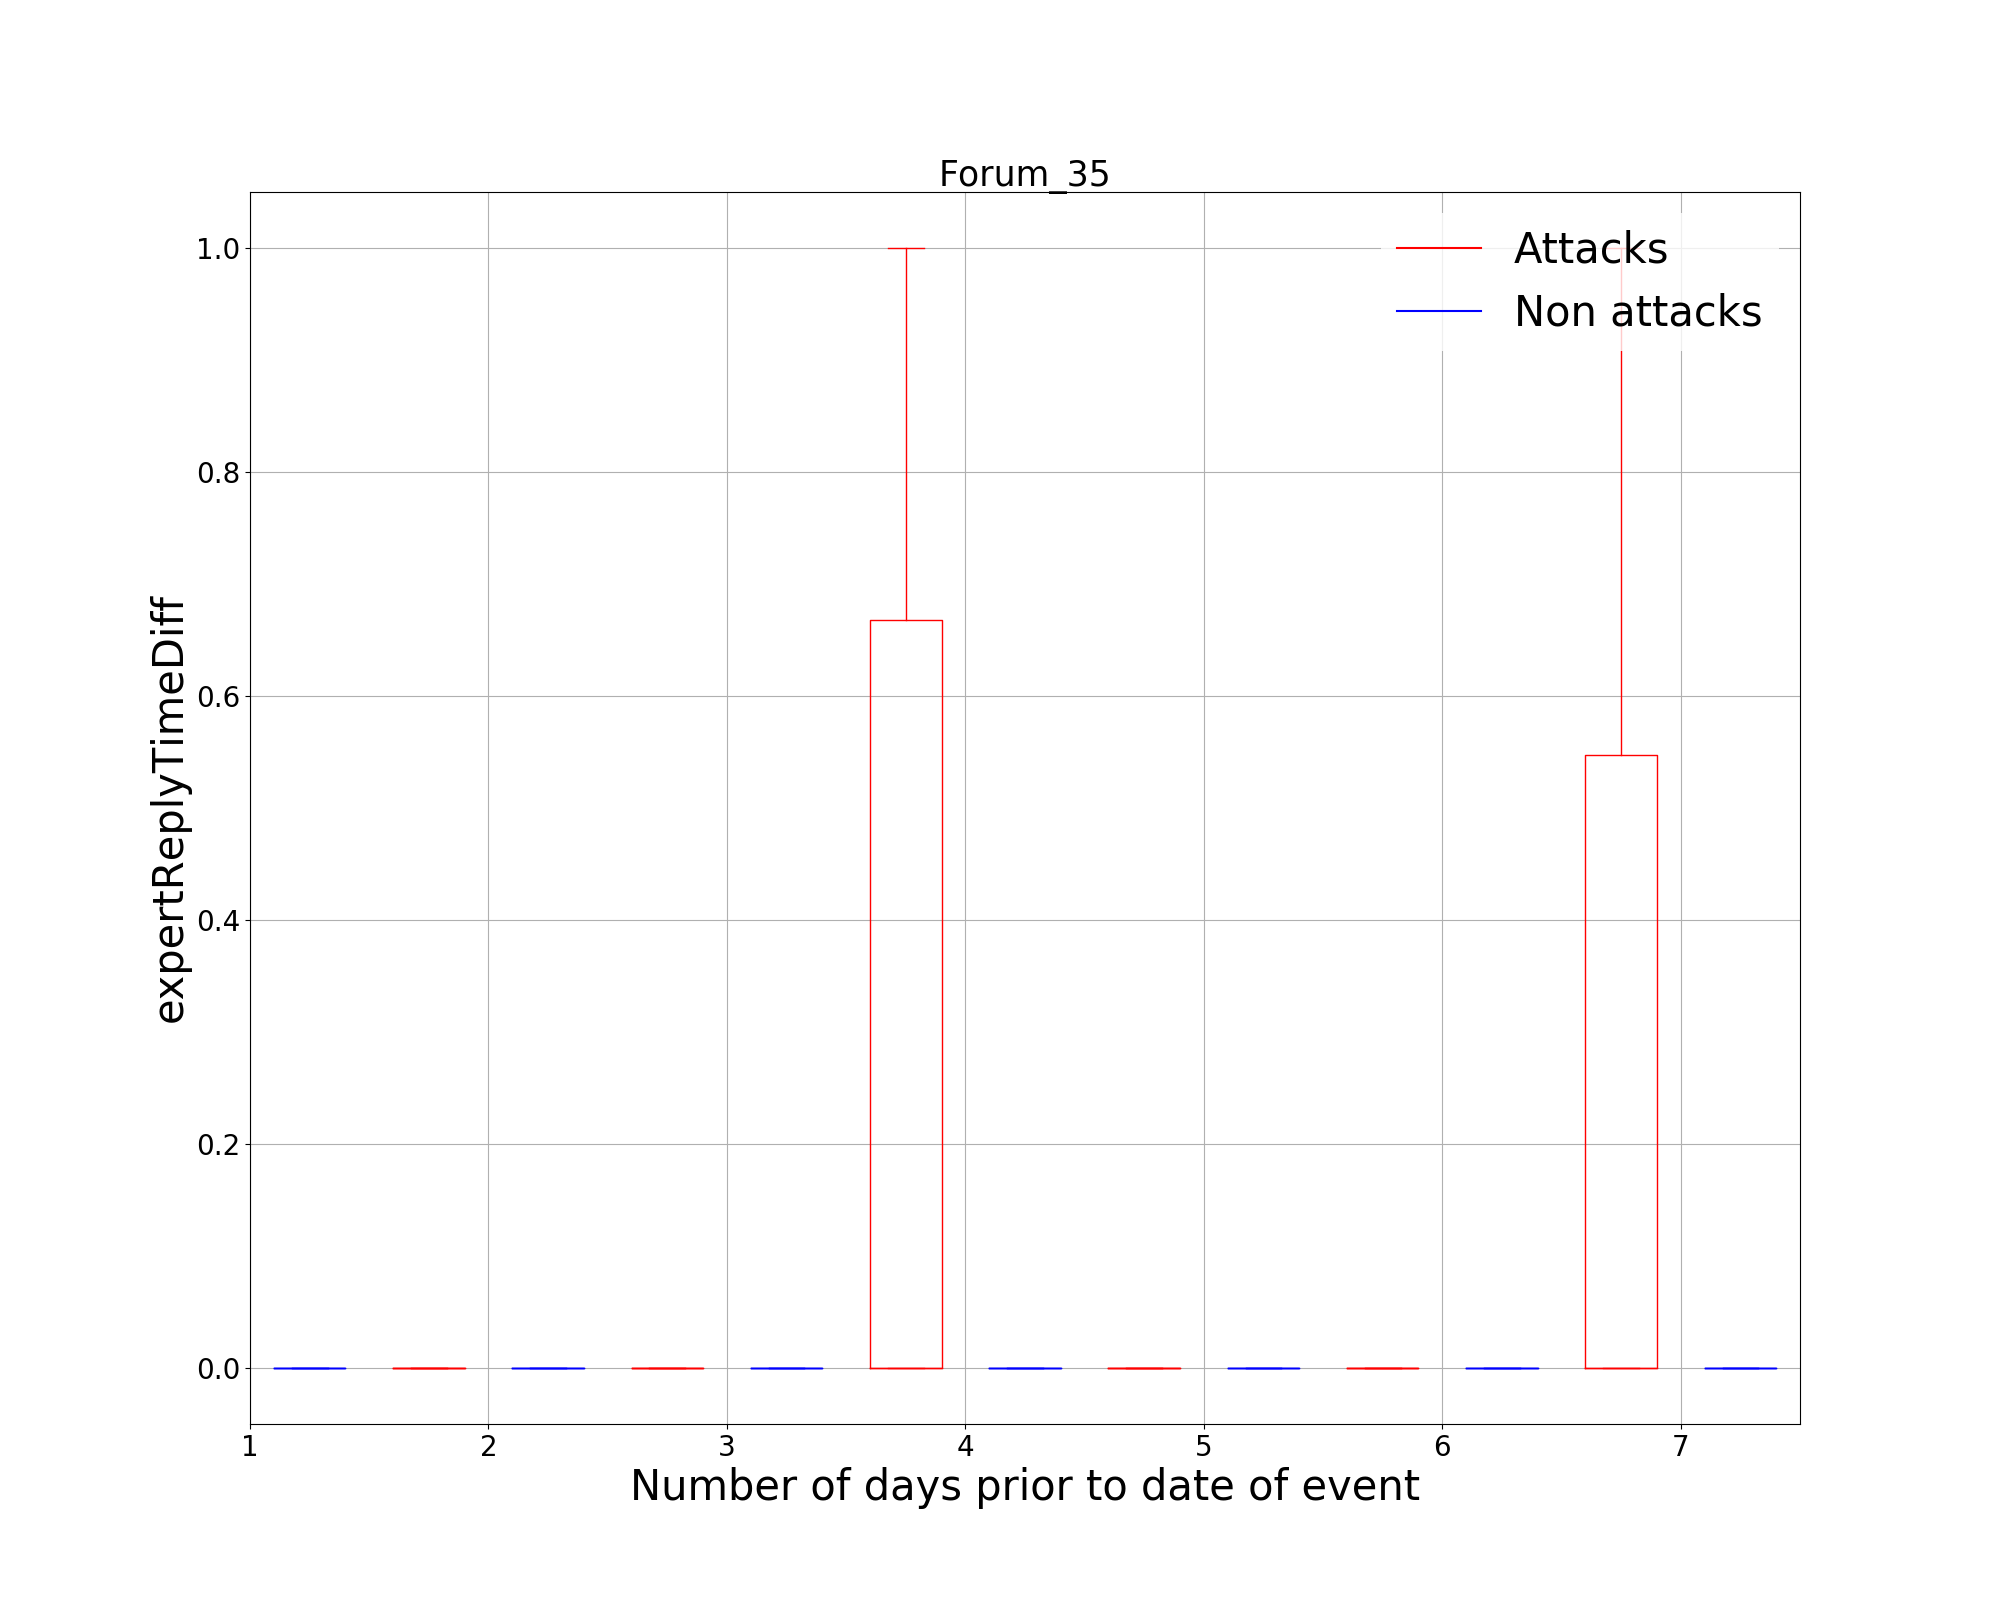 Forum_35
1.0
0.8
0.6
0.4
0.2
0.0
expertReplyTimeDiff
Attacks
Non attacks
1 2 3 4 5 6 7
Number of days prior to date of event